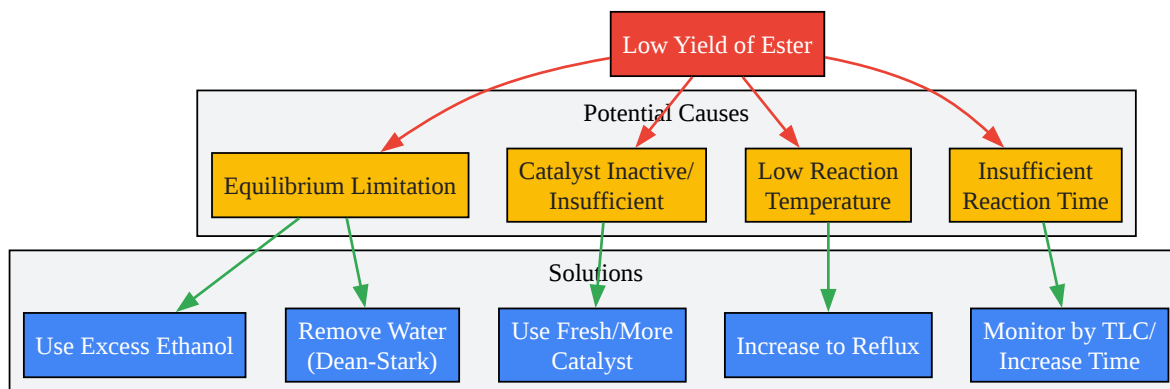 Low Yield of Ester
Potential Causes
Equilibrium Limitation
Catalyst Inactive/
Insufficient
Low Reaction
Temperature
Insufficient
Reaction Time
Solutions
Use Excess Ethanol
Remove Water
(Dean-Stark)
Use Fresh/More
Catalyst
Increase to Reflux
Monitor by TLC/
Increase Time